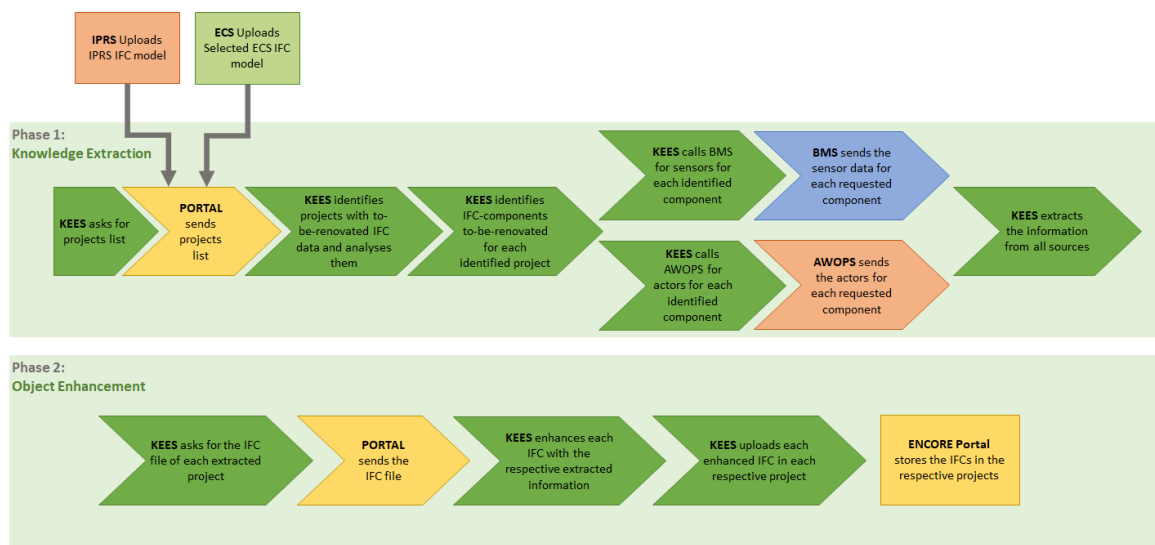 IPRS Uploads
IPRS IFC model
ECS Uploads
Selected ECS IFC
model
Phase 1:
Knowledge Extraction
KEES asks for
projects list
PORTAL
sends
projects
list
KEES identifies
projects with to-
be-renovated IFC
data and analyses
them
KEES identifies
IFC-components
to-be-renovated
for each
identified project
KEES calls BMS
for sensors for
each identified
component
BMS sends the
sensor data for
each requested
component
KEES calls
AWOPS for
actors for each
identified
component
AWOPS sends
the actors for
each requested
component
KEES extracts
the information
from all sources
Phase 2:
Object Enhancement
KEES asks for the IFC
file of each extracted
project
PORTAL
sends the
IFC file
KEES enhances each
IFC with the
respective extracted
information
KEES uploads each
enhanced IFC in each
respective project
ENCORE Portal
stores the IFCs in the
respective projects